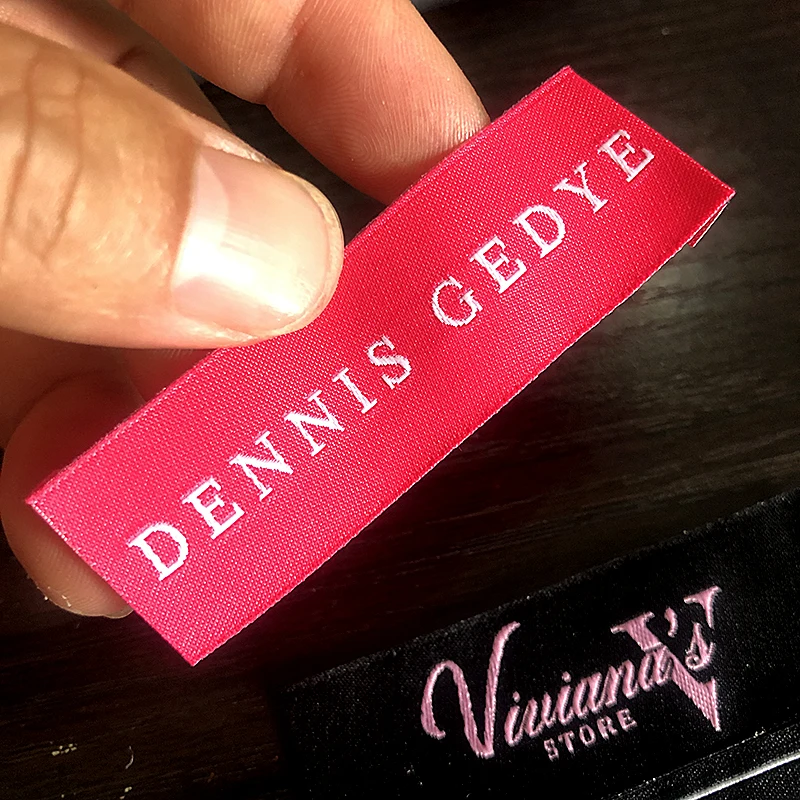 DENNIS GEDYE
Viviana's
V
STORE